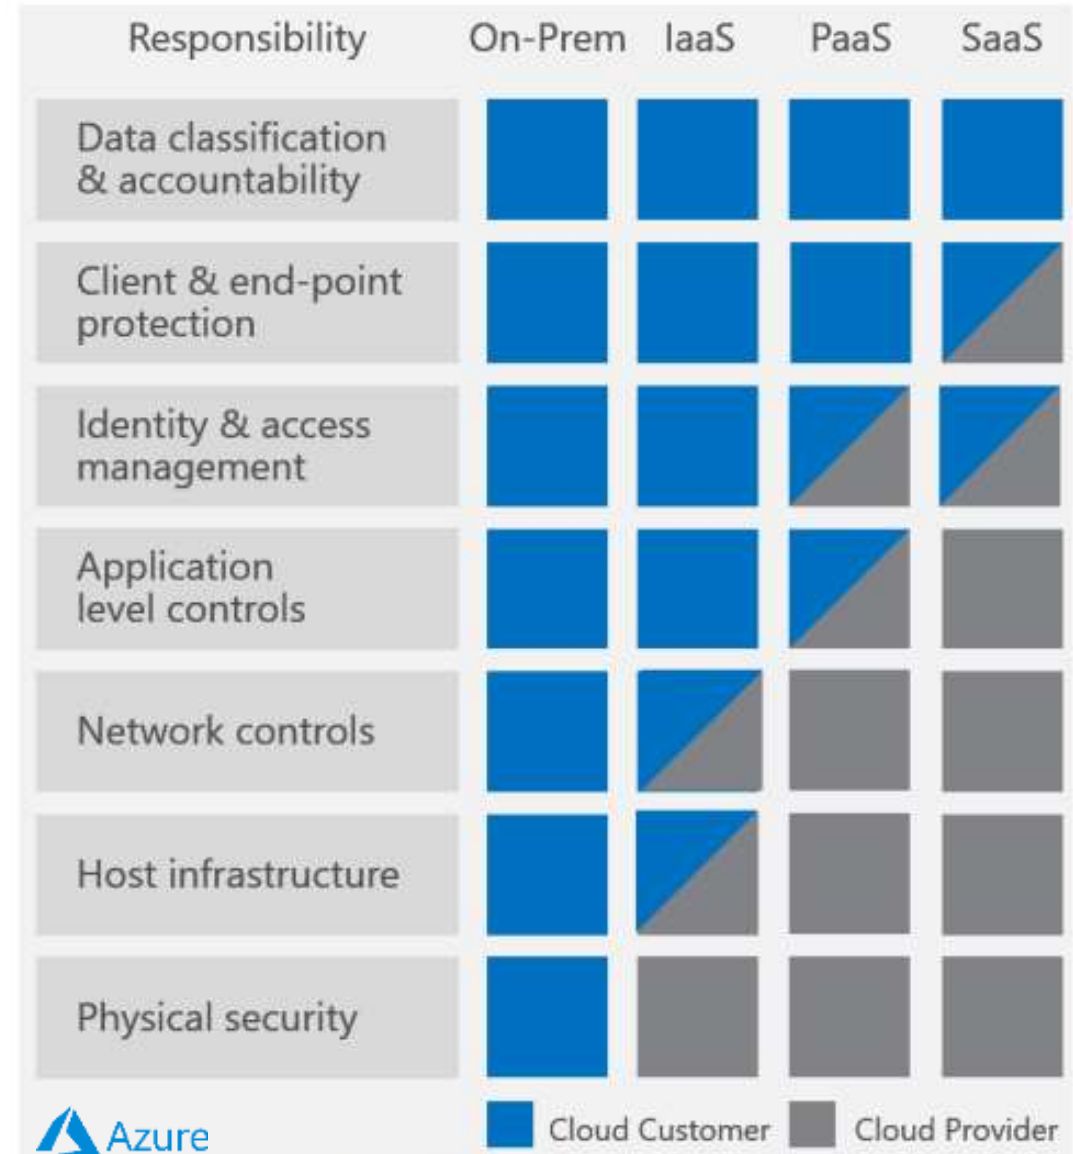 Responsibility On-Prem IaaS PaaS SaaS
Data classification
& accountability
Client & end-point
protection
Identity & access
management
Application
level controls
Network controls
Host infrastructure
Physical security
Azure Cloud Customer Cloud Provider